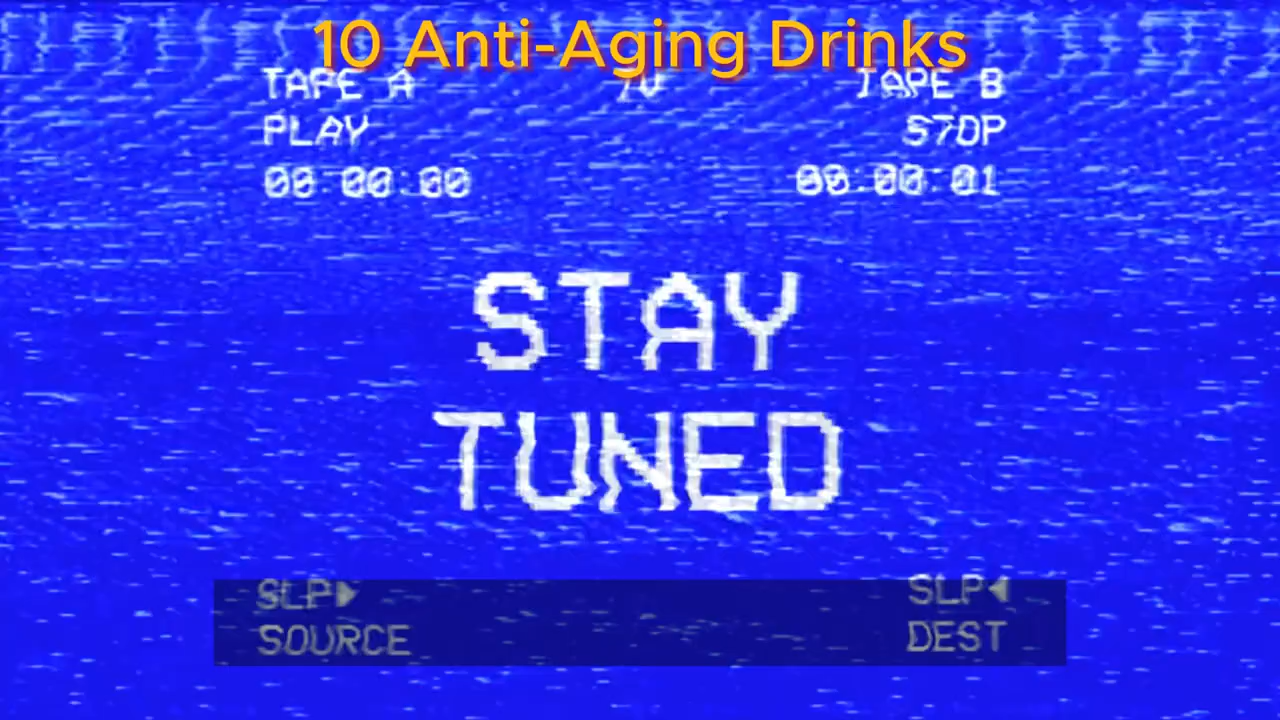 10 Anti-Aging Drinks
TAPE A TV TAPE B
PLAY STOP
00:00:00 00:00:01
STAY
TUNED
SLP▶ SLP◀
SOURCE DEST